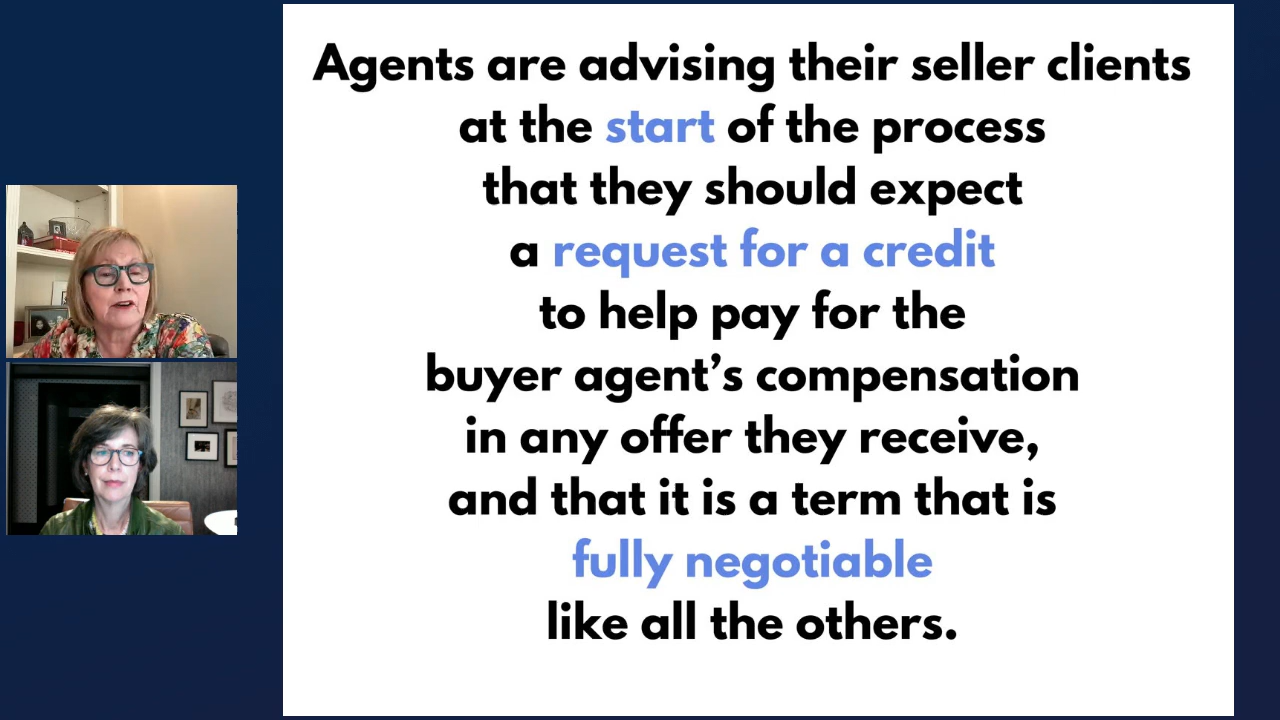 Agents are advising their seller clients
at the start of the process
that they should expect
a request for a credit
to help pay for the
buyer agent’s compensation
in any offer they receive,
and that it is a term that is
fully negotiable
like all the others.